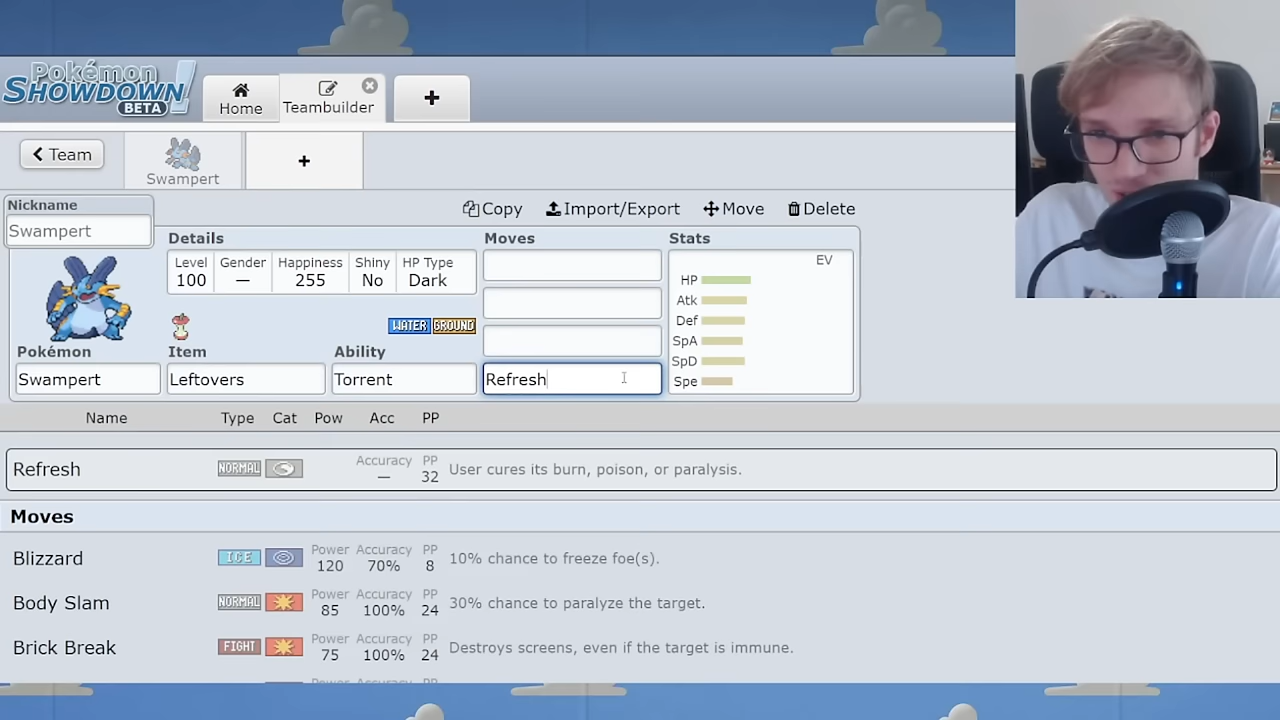 Pokémon
SHOWDOWN!
BETA
Home
Teambuilder
+
Team
Swampert
+
Nickname
Swampert
Copy
Import/Export
Move
Delete
Details
Level
100
Gender
—
Happiness
255
Shiny
No
HP Type
Dark
WATER GROUND
Pokémon
Swampert
Item
Leftovers
Ability
Torrent
Moves
Refresh
Stats
EV
HP
Atk
Def
SpA
SpD
Spe
Name Type Cat Pow Acc PP
Refresh NORMAL Accuracy — PP 32 User cures its burn, poison, or paralysis.
Moves
Blizzard ICE Power 120 Accuracy 70% PP 8 10% chance to freeze foe(s).
Body Slam NORMAL Power 85 Accuracy 100% PP 24 30% chance to paralyze the target.
Brick Break FIGHT Power 75 Accuracy 100% PP 24 Destroys screens, even if the target is immune.
Power Accuracy PP